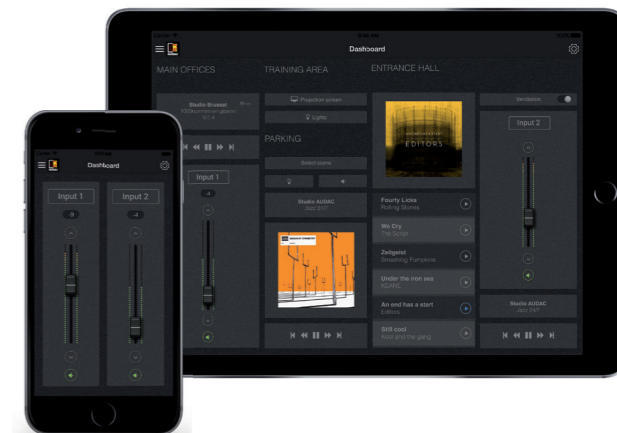 Dashboard
Input 1
Input 2
-9
-4
Dashboard
MAIN OFFICES
Studio Brussel
Input 1
-4
TRAINING AREA
Projection screen
Lights
PARKING
Select scene
Studio AUDAC
Jazz 24/7
ENTRANCE HALL
EDITORS
Fourty Licks
Rolling Stones
We Cry
The Script
Zeitgeist
Smashing Pumpkins
Under the iron sea
KEANE
An end has a start
Editors
Still cool
Kool and the gang
Ventilation
Input 2
Studio AUDAC
Jazz 24/7